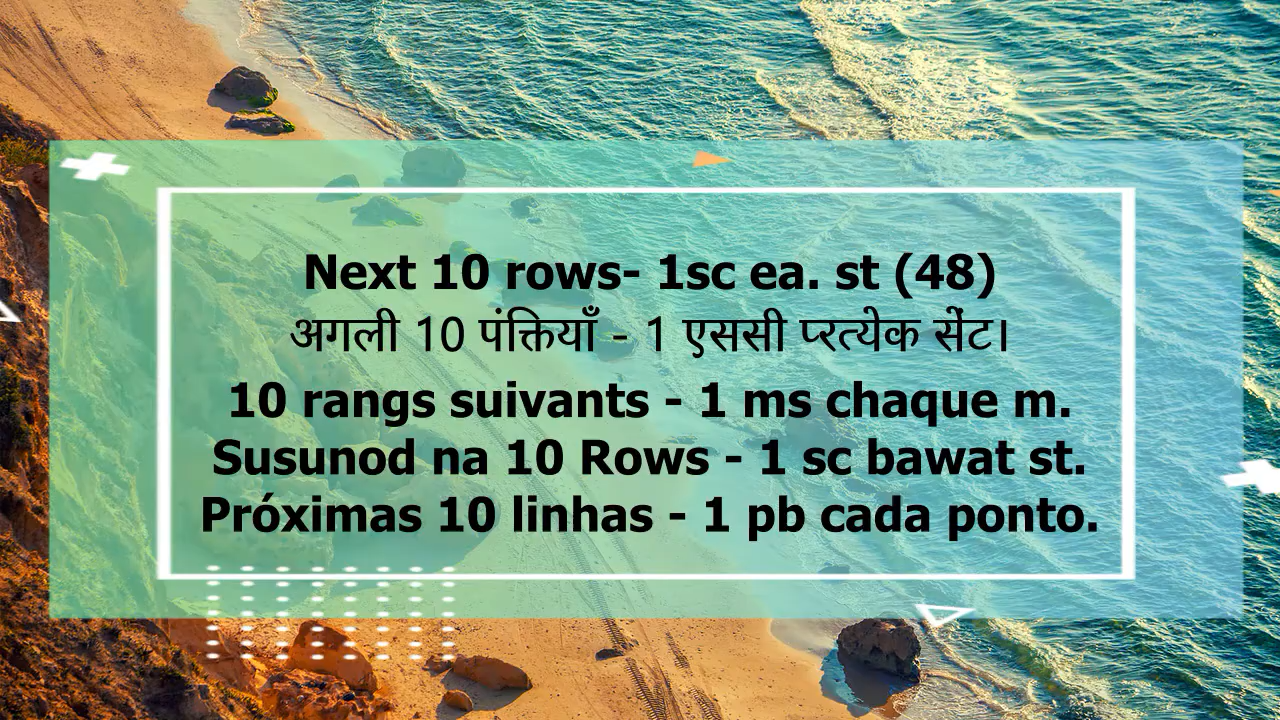 Next 10 rows- 1sc ea. st (48)
अगली 10 पंक्तियाँ - 1 एससी प्रत्येक सेंट।
10 rangs suivants - 1 ms chaque m.
Susunod na 10 Rows - 1 sc bawat st.
Próximas 10 linhas - 1 pb cada ponto.